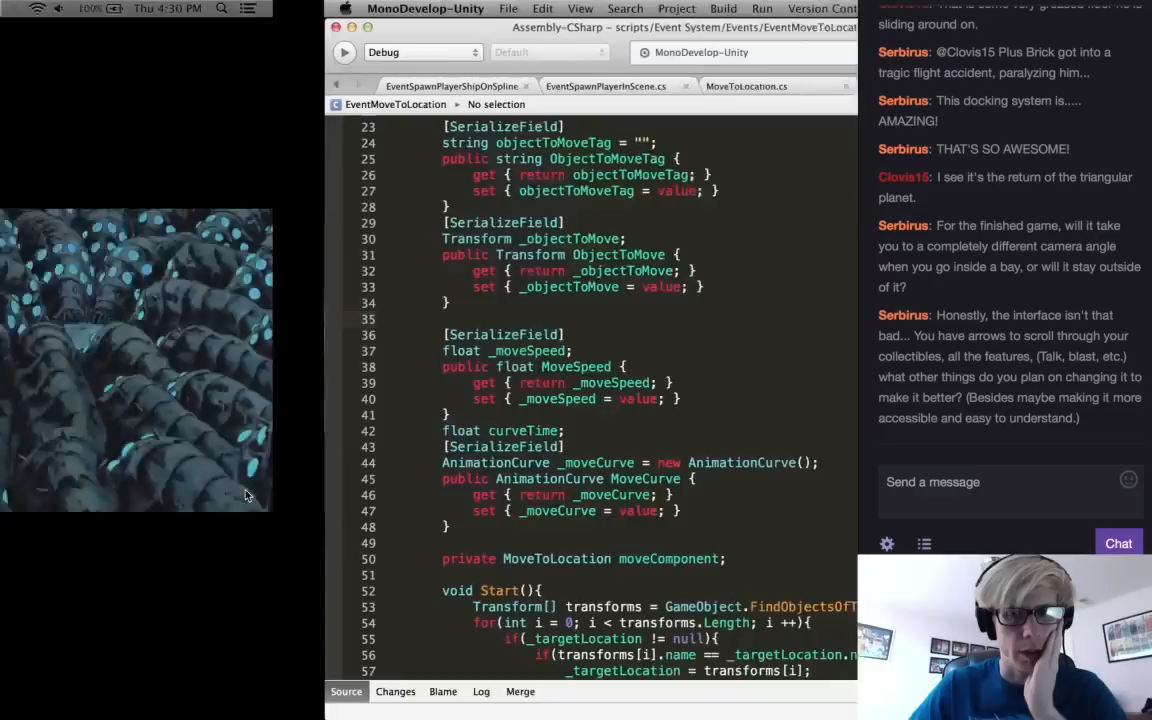 100% Thu 4:30 PM
MonoDevelop-Unity File Edit View Search Project Build Run Version Cont
Assembly-CSharp – scripts/Event System/Events/EventMoveToLocat
Debug
Default
MonoDevelop-Unity
EventSpawnPlayerShipOnSpline × EventSpawnPlayerInScene.cs × MoveToLocation.cs ×
C EventMoveToLocation ▸ No selection
23 [SerializeField]
24 string objectToMoveTag = "";
25 public string ObjectToMoveTag {
26 get { return objectToMoveTag; }
27 set { objectToMoveTag = value; }
28 }
29 [SerializeField]
30 Transform _objectToMove;
31 public Transform ObjectToMove {
32 get { return _objectToMove; }
33 set { _objectToMove = value; }
34 }
35
36 [SerializeField]
37 float _moveSpeed;
38 public float MoveSpeed {
39 get { return _moveSpeed; }
40 set { _moveSpeed = value; }
41 }
42 float curveTime;
43 [SerializeField]
44 AnimationCurve _moveCurve = new AnimationCurve();
45 public AnimationCurve MoveCurve {
46 get { return _moveCurve; }
47 set { _moveCurve = value; }
48 }
49
50 private MoveToLocation moveComponent;
51
52 void Start(){
53 Transform[] transforms = GameObject.FindObjectsOfT
54 for(int i = 0; i < transforms.Length; i ++){
55 if(_targetLocation != null){
56 if(transforms[i].name == _targetLocation.n
57 _targetLocation = transforms[i];
Source Changes Blame Log Merge
sliding around on.
Serbirus: @Clovis15 Plus Brick got into a
tragic flight accident, paralyzing him...
Serbirus: This docking system is.....
AMAZING!
Serbirus: THAT'S SO AWESOME!
Clovis15: I see it's the return of the triangular
planet.
Serbirus: For the finished game, will it take
you to a completely different camera angle
when you go inside a bay, or will it stay outside
of it?
Serbirus: Honestly, the interface isn't that
bad... You have arrows to scroll through your
collectibles, all the features, (Talk, blast, etc.)
what other things do you plan on changing it to
make it better? (Besides maybe making it more
accessible and easy to understand.)
Send a message
Chat